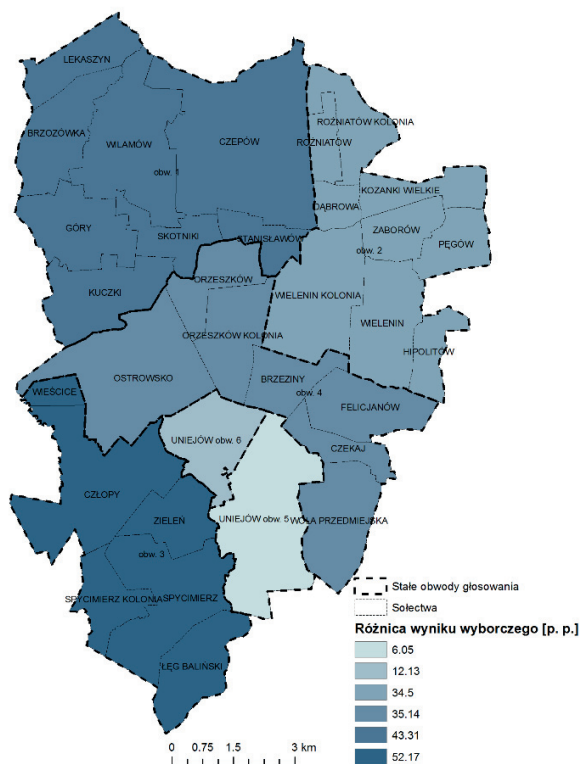 LEKASZYN
BRZOZÓWKA
WILAMÓW
CZEPÓW
ROŻNIATÓW KOLONIA
ROŻNIATÓW
obw. 1
DĄBROWA
KOZANKI WIELKIE
GÓRY
SKOTNIKI
STANISŁAWÓW
ZABORÓW
PĘGÓW
obw. 2
KUCZKI
ORZESZKÓW
WIELENIN KOLONIA
WIELENIN
ORZESZKÓW KOLONIA
HIPOLITÓW
OSTROWSKO
BRZEZINY
WIEŚCICE
obw. 4
FELICJANÓW
UNIEJÓW obw. 6
CZEKAJ
CZŁOPY
ZIELEŃ
UNIEJÓW obw. 5
WOLA PRZEDMIEJSKA
obw. 3
SPYCIMIERZ KOLONIA
SPYCIMIERZ
ŁĘG BALIŃSKI
Stałe obwody głosowania
Sołectwa
Różnica wyniku wyborczego [p. p.]
6.05
12.13
34.5
35.14
43.31
52.17
0 0.75 1.5 3 km